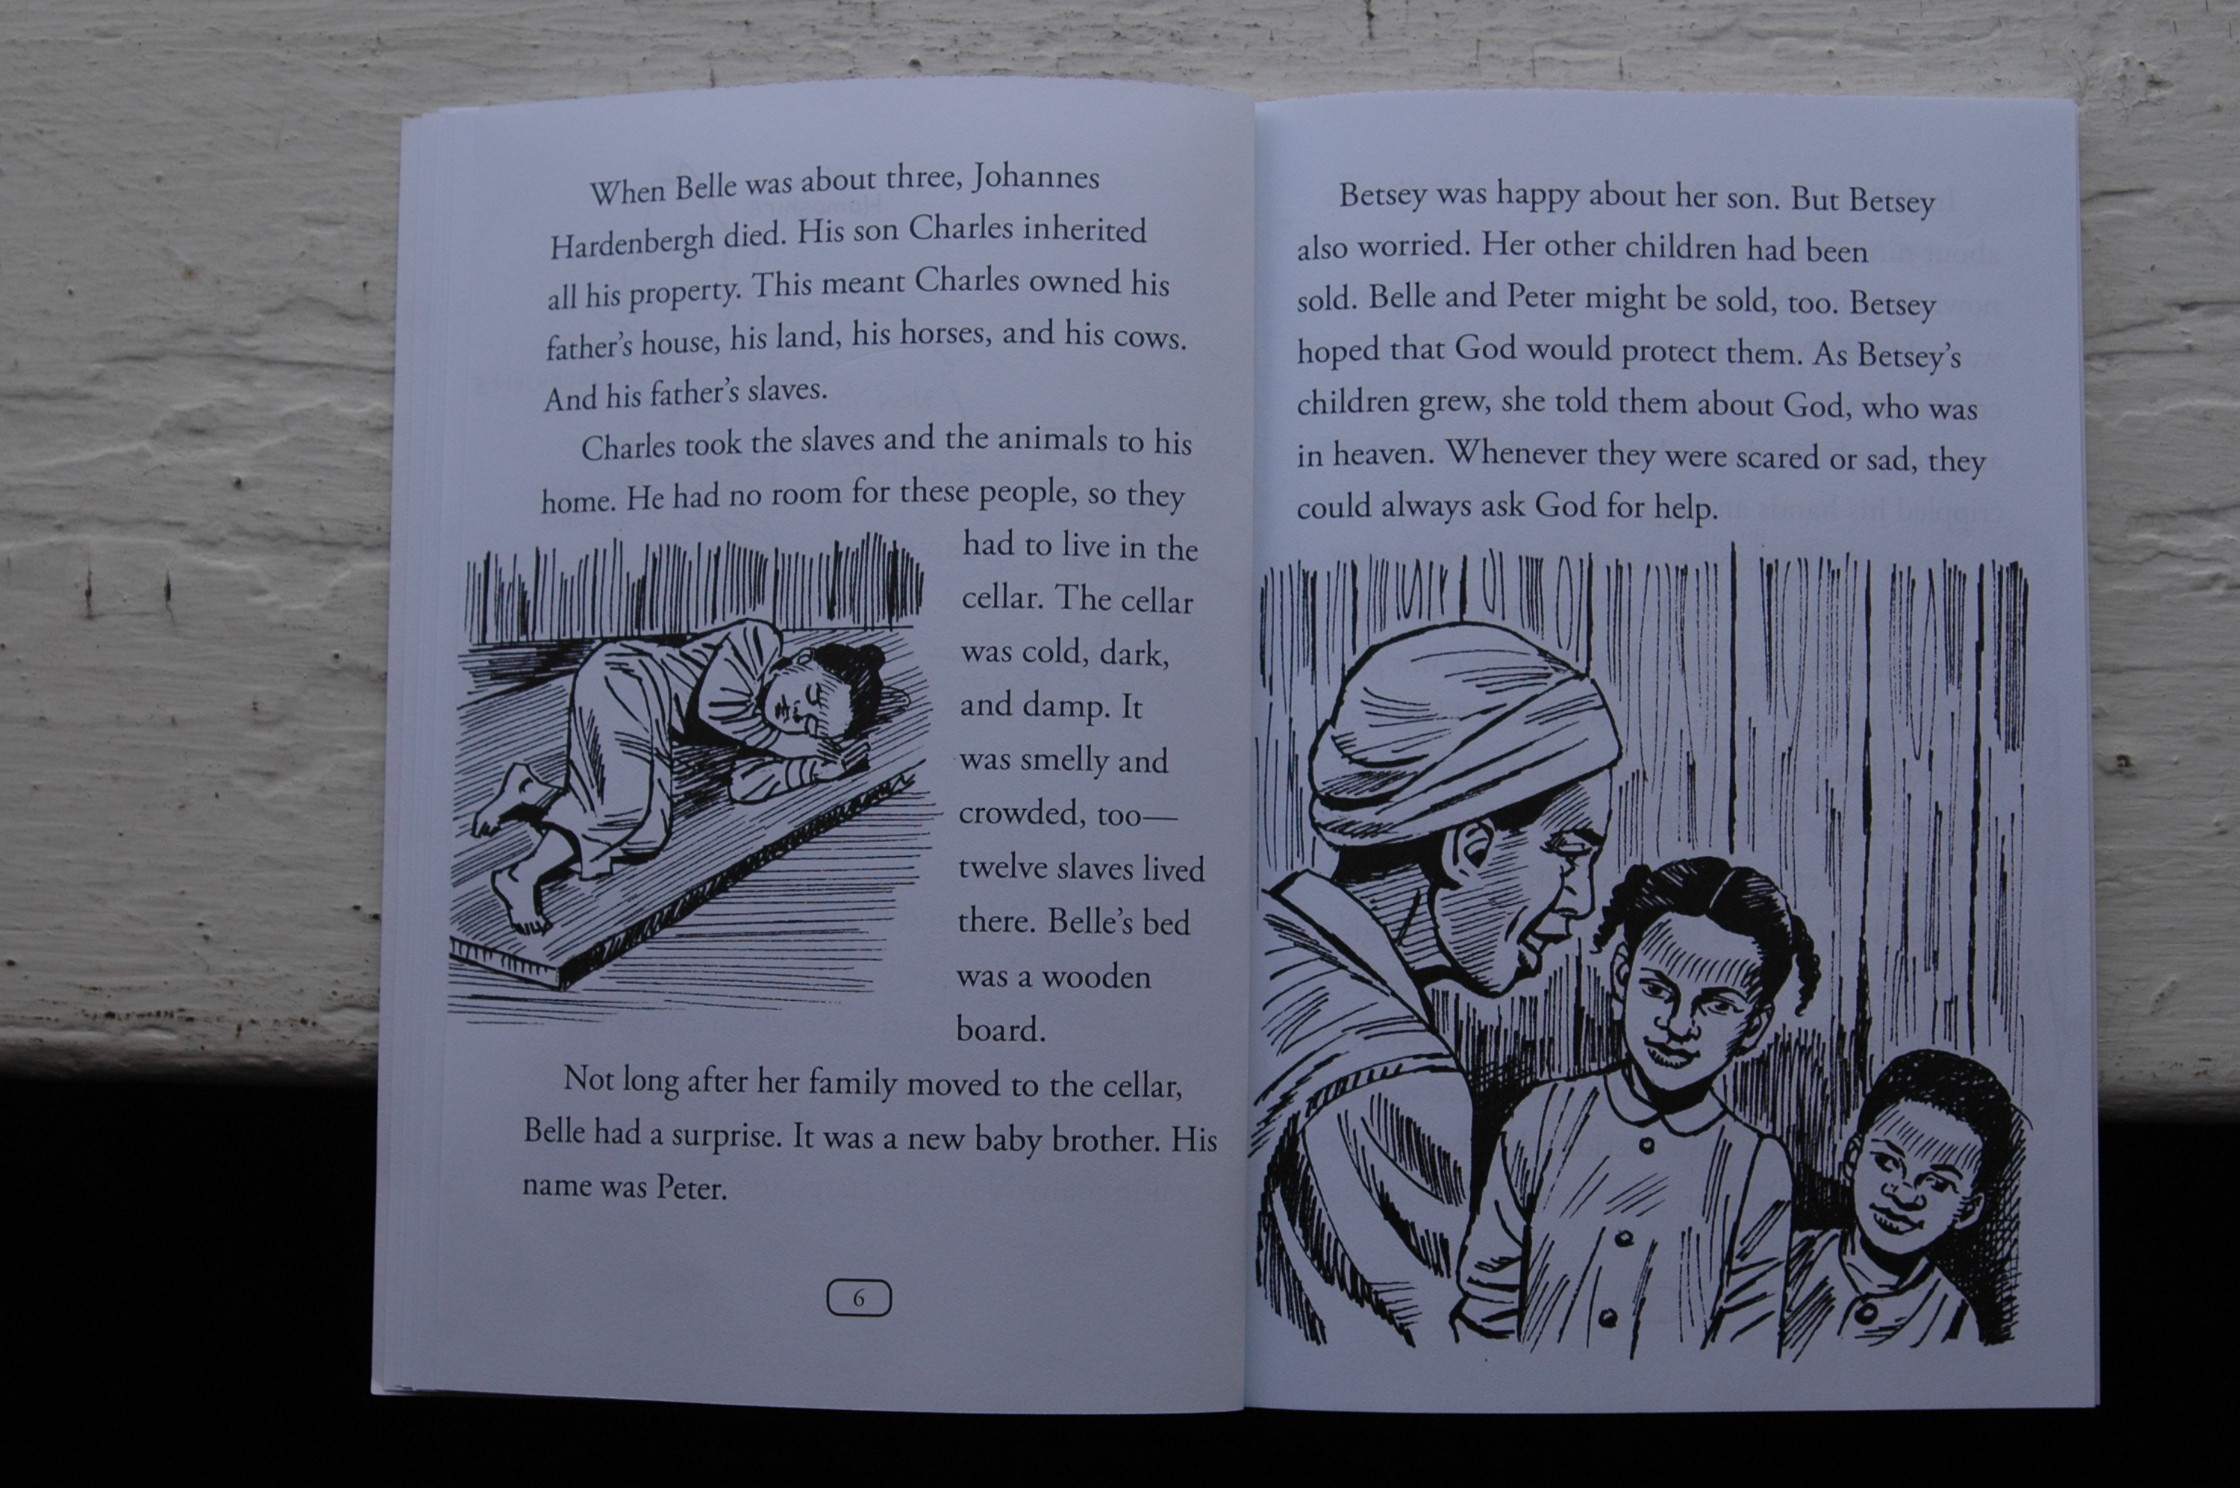 When Belle was about three, Johannes
Hardenbergh died. His son Charles inherited
all his property. This meant Charles owned his
father's house, his land, his horses, and his cows.
And his father's slaves.
Charles took the slaves and the animals to his
home. He had no room for these people, so they
had to live in the
cellar. The cellar
was cold, dark,
and damp. It
was smelly and
crowded, too—
twelve slaves lived
there. Belle's bed
was a wooden
board.
Not long after her family moved to the cellar,
Belle had a surprise. It was a new baby brother. His
name was Peter.
6
Betsey was happy about her son. But Betsey
also worried. Her other children had been
sold. Belle and Peter might be sold, too. Betsey
hoped that God would protect them. As Betsey's
children grew, she told them about God, who was
in heaven. Whenever they were scared or sad, they
could always ask God for help.